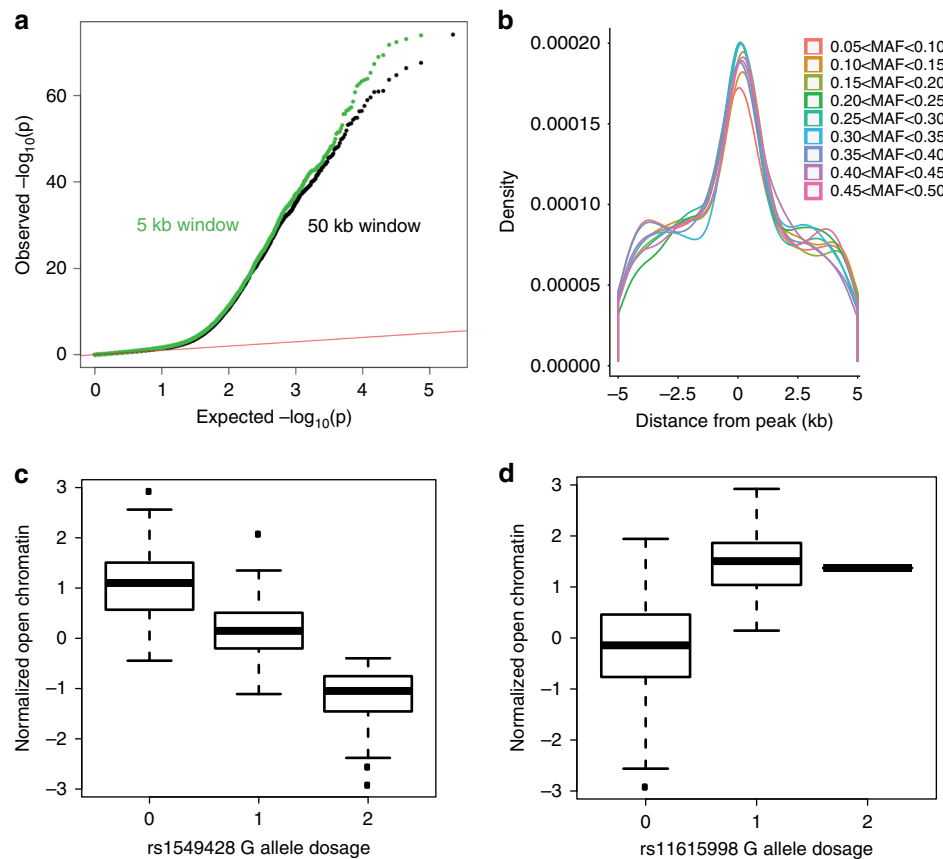 a
60
40
20
0
Observed –log10(p)
5 kb window
50 kb window
0 1 2 3 4 5
Expected –log10(p)
b
0.00020
0.00015
0.00010
0.00005
0.00000
Density
–5 –2.5 0 2.5 5
Distance from peak (kb)
0.05<MAF<0.10
0.10<MAF<0.15
0.15<MAF<0.20
0.20<MAF<0.25
0.25<MAF<0.30
0.30<MAF<0.35
0.35<MAF<0.40
0.40<MAF<0.45
0.45<MAF<0.50
c
3
2
1
0
–1
–2
–3
Normalized open chromatin
0 1 2
rs1549428 G allele dosage
d
3
2
1
0
–1
–2
–3
Normalized open chromatin
0 1 2
rs11615998 G allele dosage